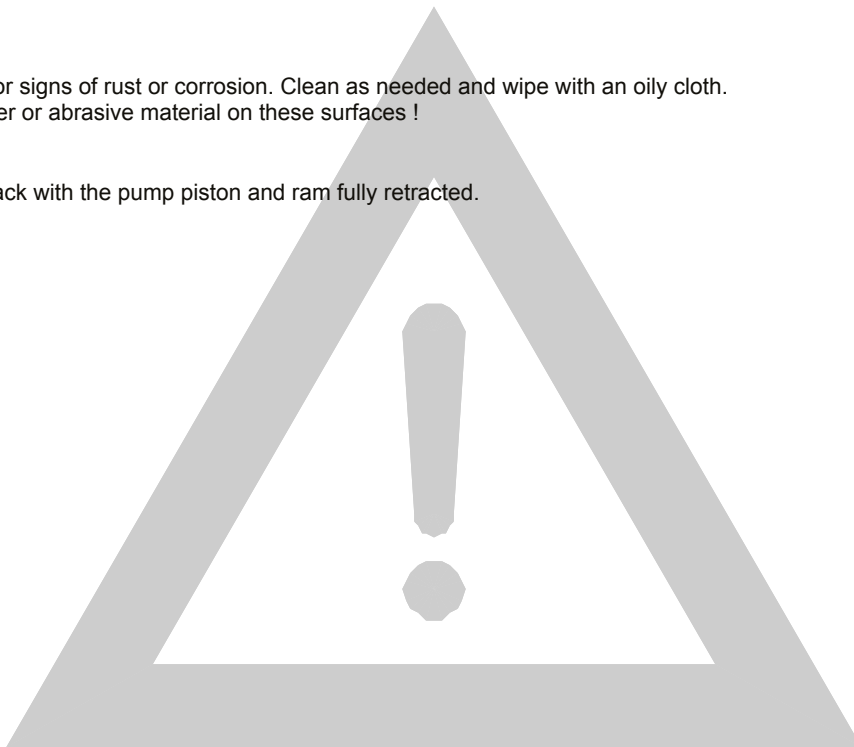 or signs of rust or corrosion. Clean as needed and wipe with an oily cloth.
er or abrasive material on these surfaces !
ack with the pump piston and ram fully retracted.